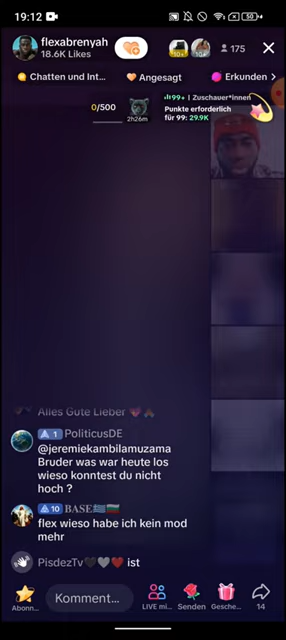 19:12
50
flexabrenyah
18.6K Likes
10+
10+
175
Chatten und Int...
Angesagt
Erkunden
0/500
2h26m
99+ | Zuschauer*innen
Punkte erforderlich
für 99: 29.9K
Alles Gute Lieber
1 PoliticusDE
@jeremiekambilamuzama
Bruder was war heute los
wieso konntest du nicht
hoch ?
10 BASE
flex wieso habe ich kein mod
mehr
PisdezTv🖤🤍❤️ ist
Abonn...
Komment...
LIVE mi...
Senden
Gesche...
14